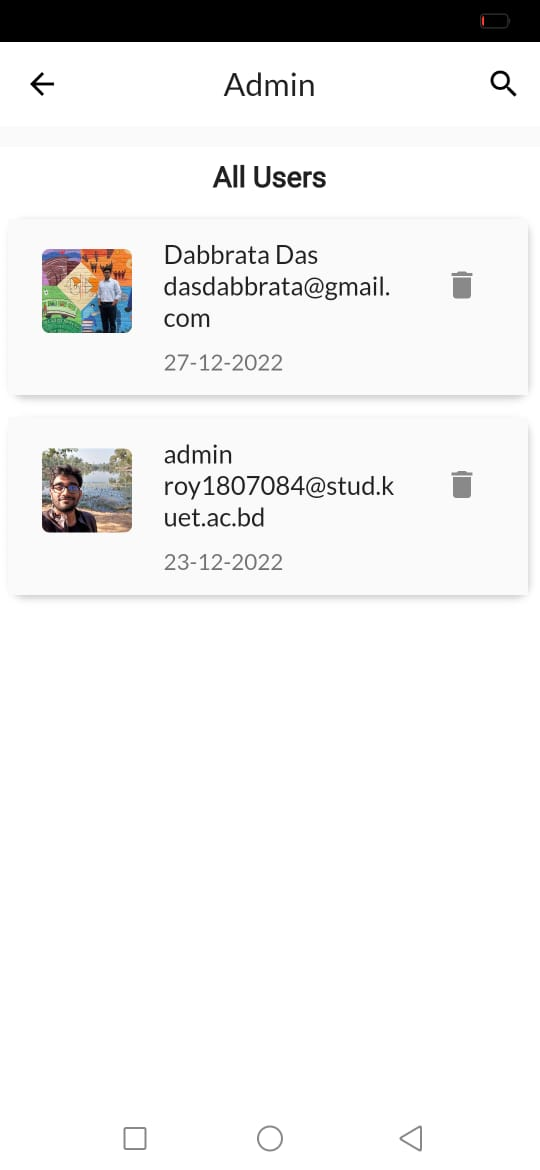 Admin
All Users
Dabbrata Das
dasdabbrata@gmail.
com
27-12-2022
admin
roy1807084@stud.k
uet.ac.bd
23-12-2022